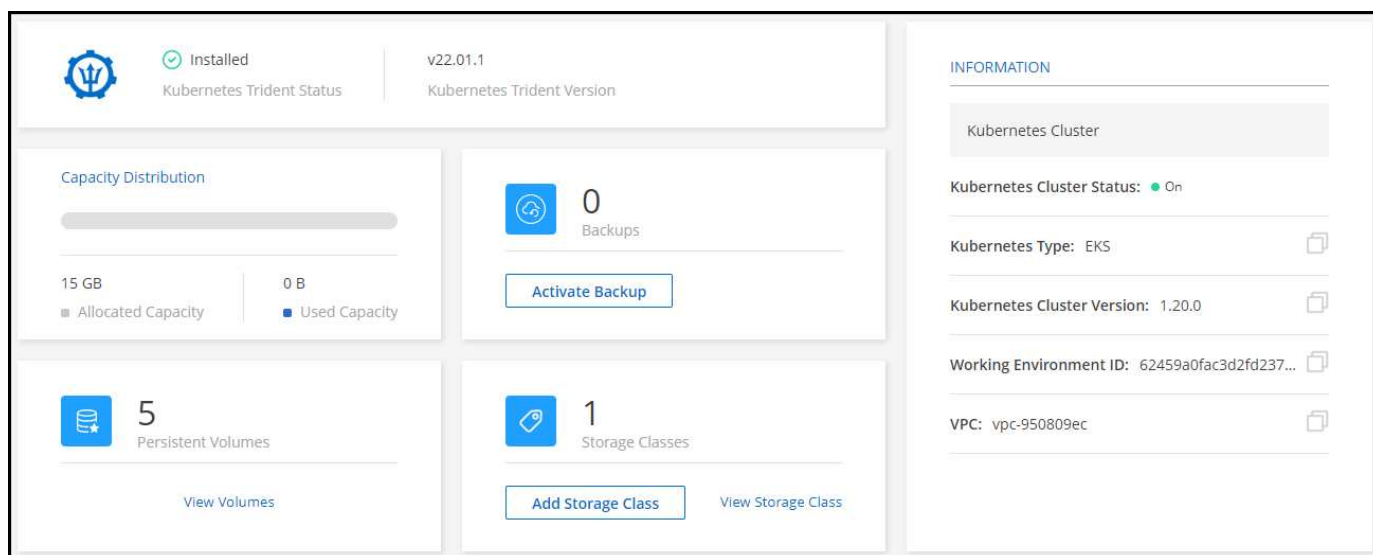 Installed
Kubernetes Trident Status
v22.01.1
Kubernetes Trident Version
Capacity Distribution
15 GB
Allocated Capacity
0 B
Used Capacity
0
Backups
Activate Backup
5
Persistent Volumes
View Volumes
1
Storage Classes
Add Storage Class
View Storage Class
INFORMATION
Kubernetes Cluster
Kubernetes Cluster Status: On
Kubernetes Type: EKS
Kubernetes Cluster Version: 1.20.0
Working Environment ID: 62459a0fac3d2fd237...
VPC: vpc-950809ec